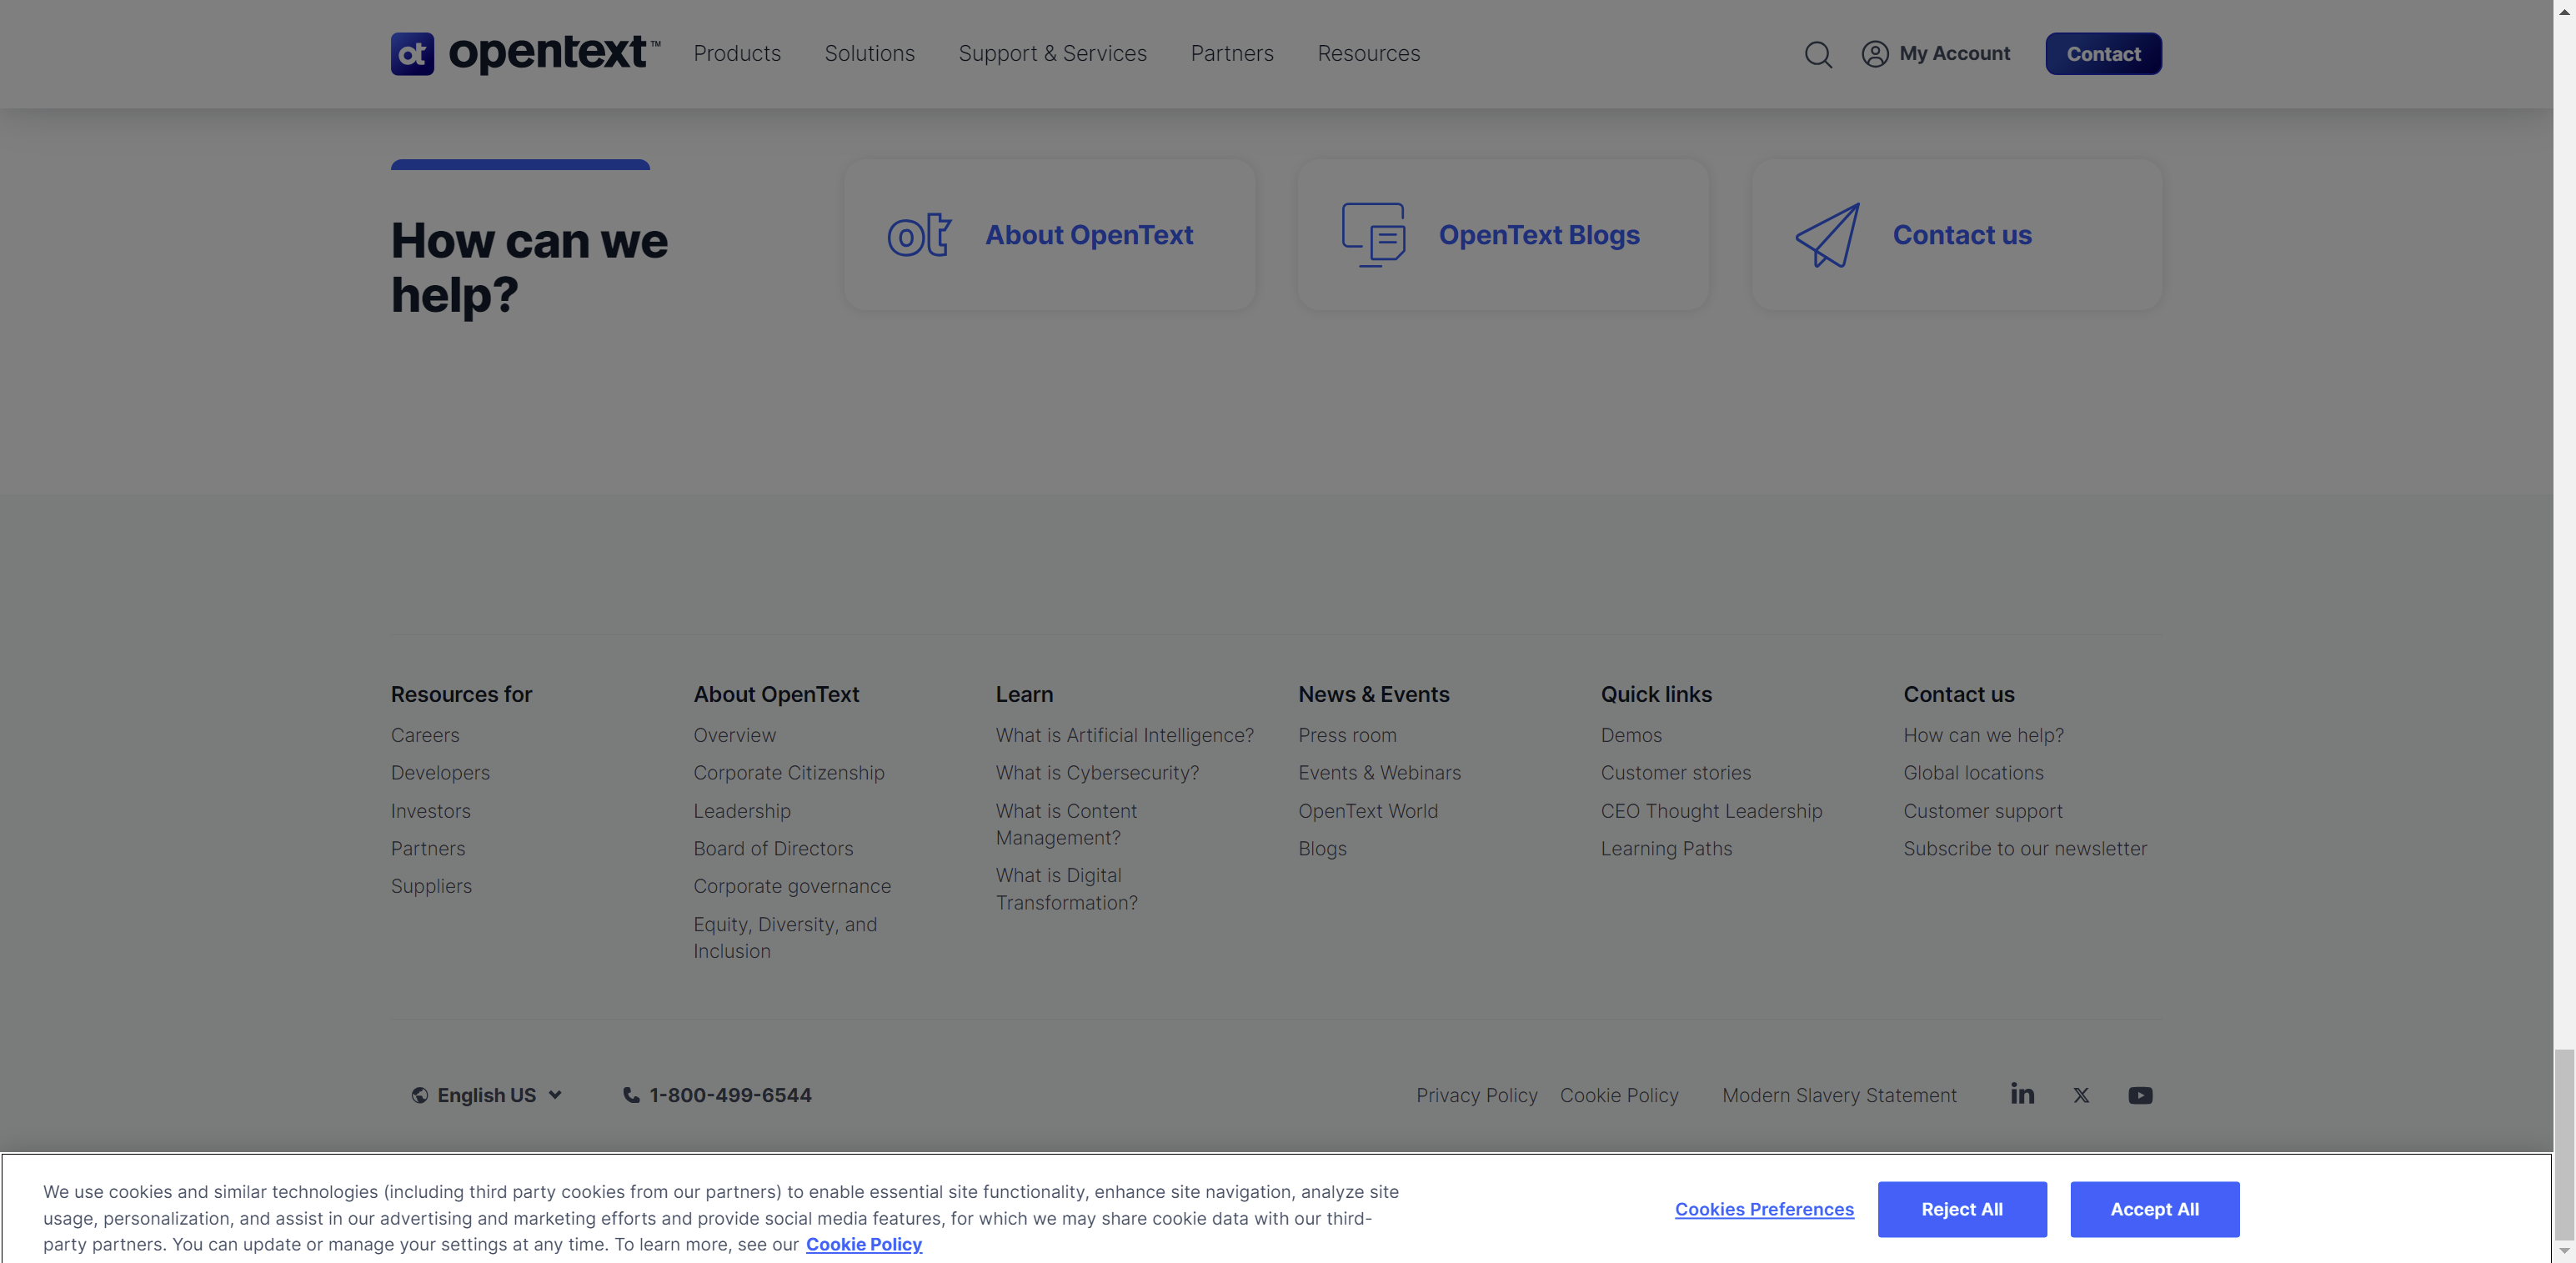 opentext™
Products
Solutions
Support & Services
Partners
Resources
My Account
Contact
How can we
help?
About OpenText
OpenText Blogs
Contact us
Resources for
Careers
Developers
Investors
Partners
Suppliers
About OpenText
Overview
Corporate Citizenship
Leadership
Board of Directors
Corporate governance
Equity, Diversity, and
Inclusion
Learn
What is Artificial Intelligence?
What is Cybersecurity?
What is Content
Management?
What is Digital
Transformation?
News & Events
Press room
Events & Webinars
OpenText World
Blogs
Quick links
Demos
Customer stories
CEO Thought Leadership
Learning Paths
Contact us
How can we help?
Global locations
Customer support
Subscribe to our newsletter
English US
1-800-499-6544
Privacy Policy
Cookie Policy
Modern Slavery Statement
We use cookies and similar technologies (including third party cookies from our partners) to enable essential site functionality, enhance site navigation, analyze site
usage, personalization, and assist in our advertising and marketing efforts and provide social media features, for which we may share cookie data with our third-
party partners. You can update or manage your settings at any time. To learn more, see our Cookie Policy
Cookies Preferences
Reject All
Accept All